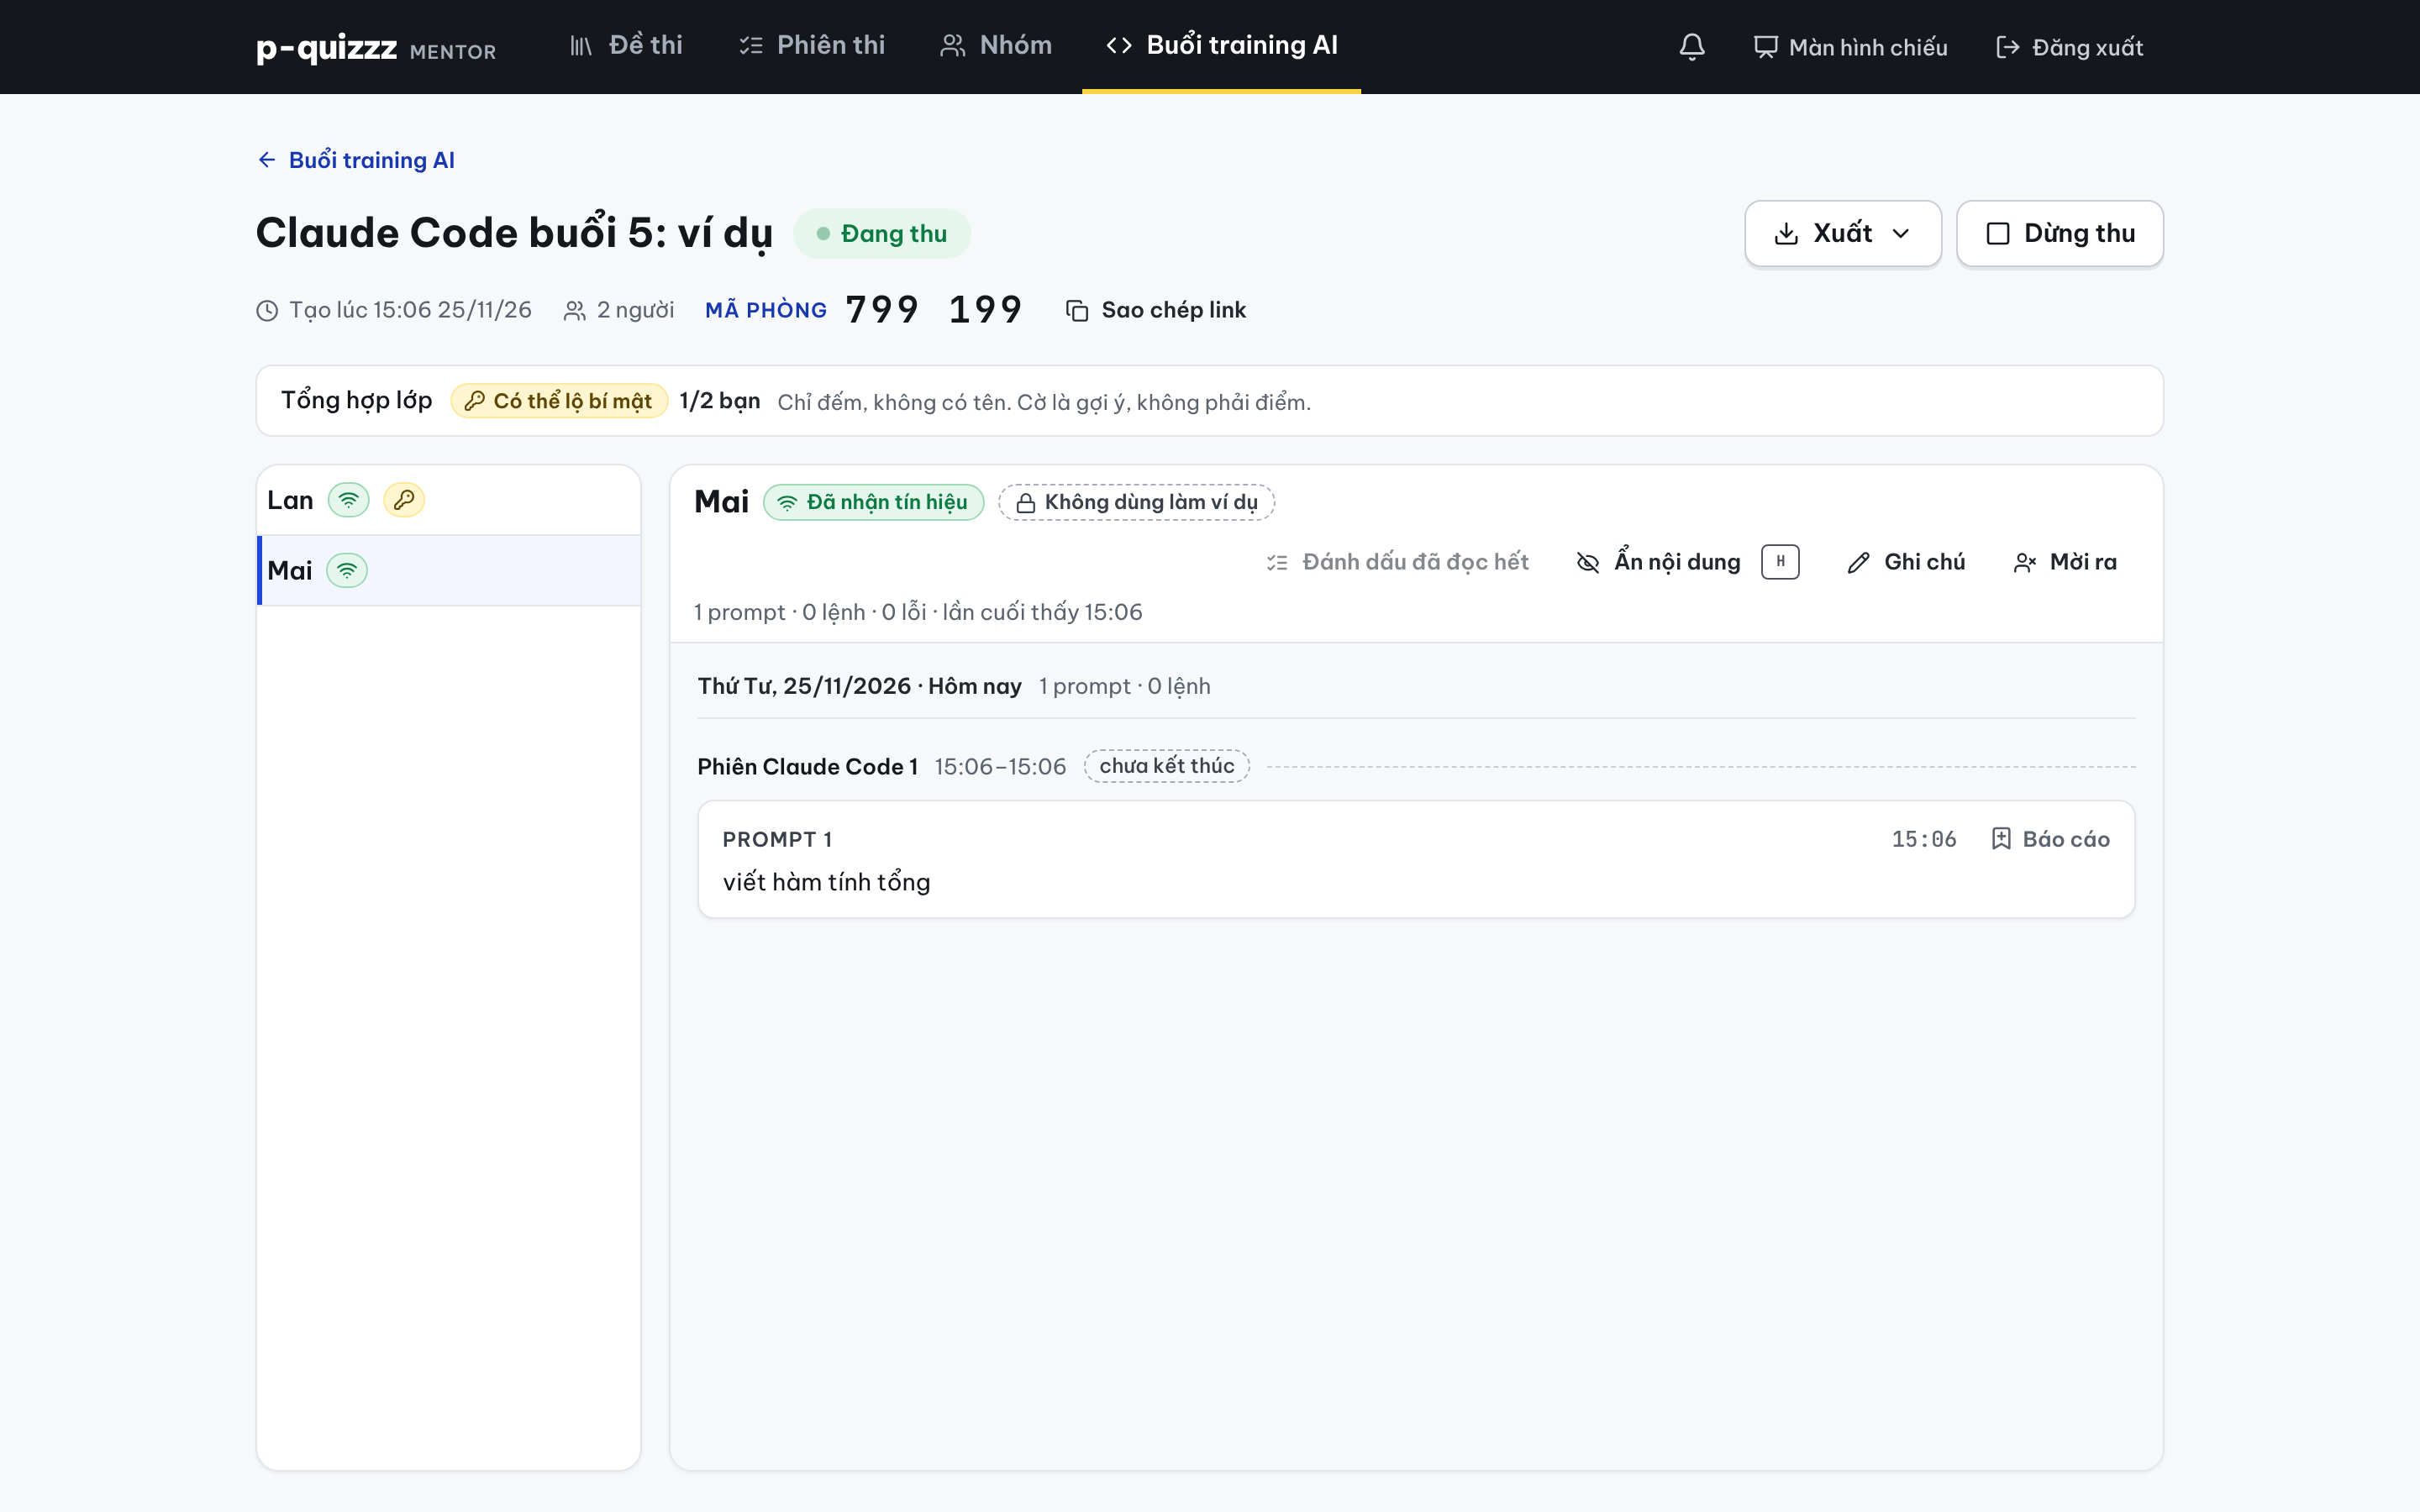 p-quizzz MENTOR Đề thi Phiên thi Nhóm Buổi training AI Màn hình chiếu Đăng xuất
Buổi training AI
Claude Code buổi 5: ví dụ Đang thu Xuất Dừng thu
Tạo lúc 15:06 25/11/26 2 người MÃ PHÒNG 799 199 Sao chép link
Tổng hợp lớp Có thể lộ bí mật 1/2 bạn Chỉ đếm, không có tên. Cờ là gợi ý, không phải điểm.
Lan
Mai
Mai Đã nhận tín hiệu Không dùng làm ví dụ
Đánh dấu đã đọc hết Ẩn nội dung H Ghi chú Mời ra
1 prompt · 0 lệnh · 0 lỗi · lần cuối thấy 15:06
Thứ Tư, 25/11/2026 · Hôm nay 1 prompt · 0 lệnh
Phiên Claude Code 1 15:06–15:06 chưa kết thúc
PROMPT 1 15:06 Báo cáo
viết hàm tính tổng